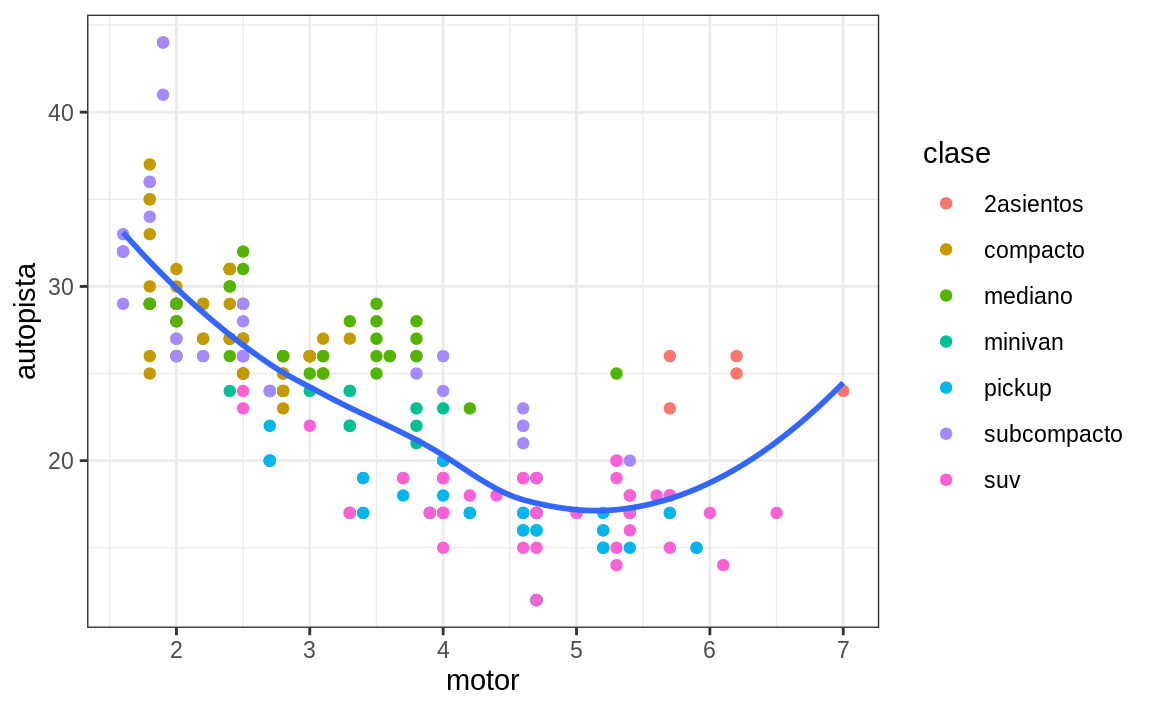 40
30
20
autopista
2 3 4 5 6 7
motor
clase
2asientos
compacto
mediano
minivan
pickup
subcompacto
suv